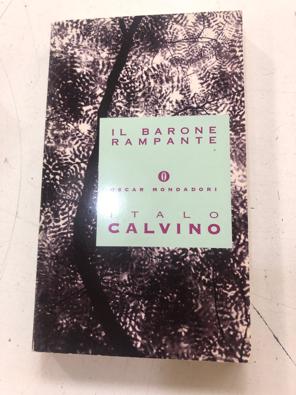 IL BARONE
RAMPANTE
OSCAR MONDADORI
ITALO
CALVINO